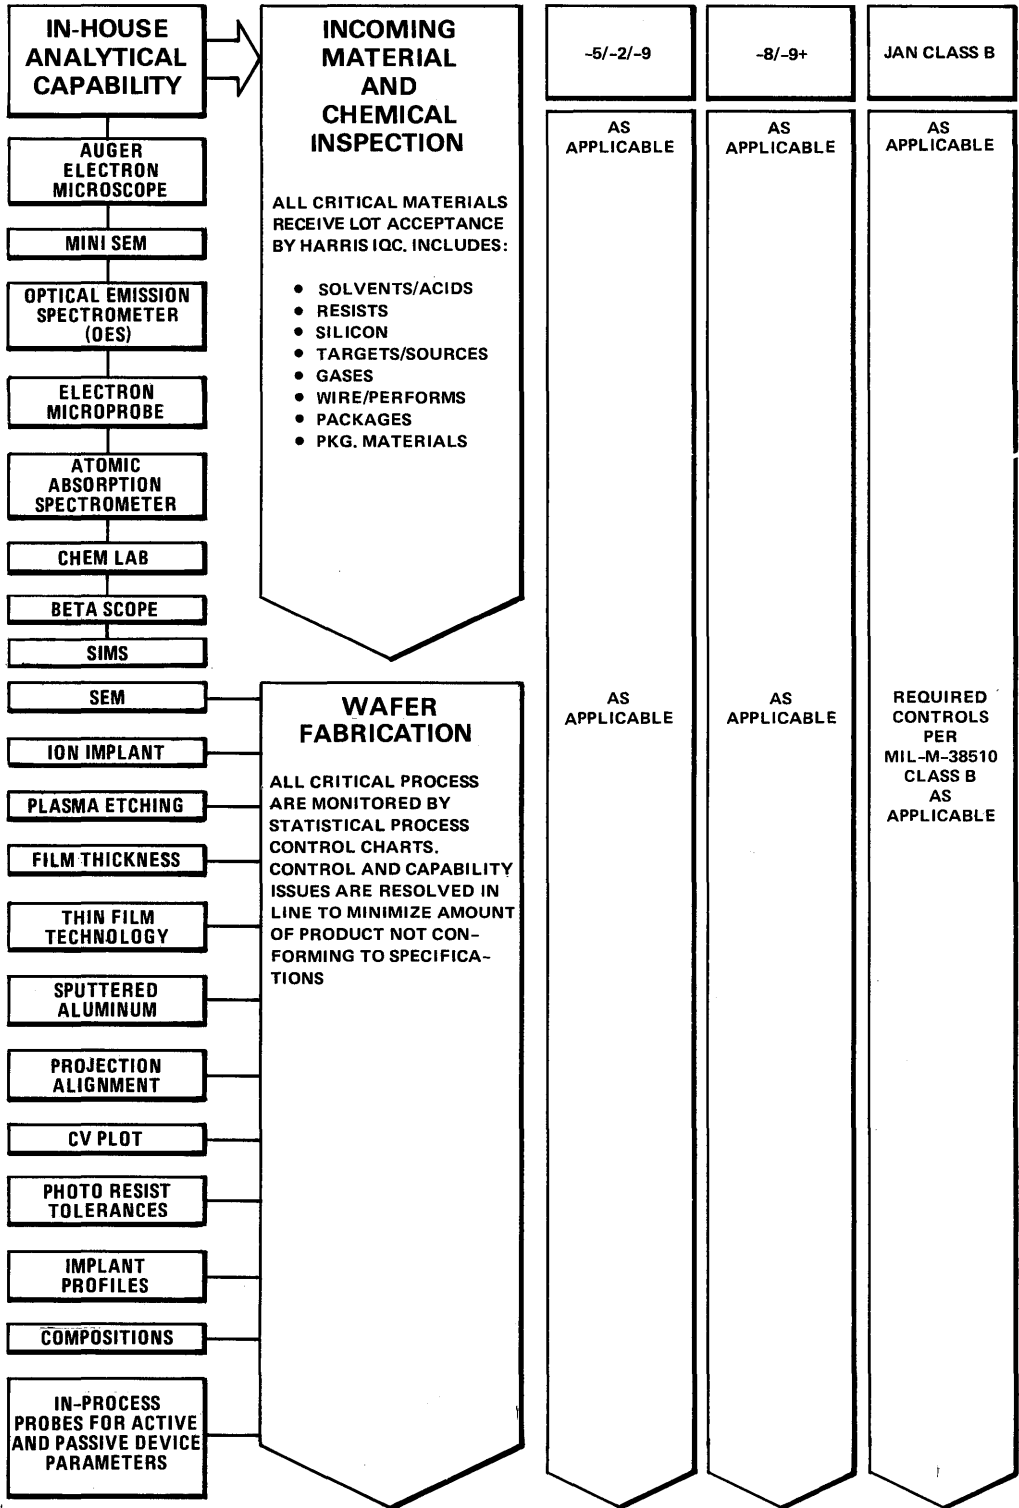 IN-HOUSE
ANALYTICAL
CAPABILITY
AUGER
ELECTRON
MICROSCOPE
MINI SEM
OPTICAL EMISSION
SPECTROMETER
(OES)
ELECTRON
MICROPROBE
ATOMIC
ABSORPTION
SPECTROMETER
CHEM LAB
BETA SCOPE
SIMS
SEM
ION IMPLANT
PLASMA ETCHING
FILM THICKNESS
THIN FILM
TECHNOLOGY
SPUTTERED
ALUMINUM
PROJECTION
ALIGNMENT
CV PLOT
PHOTO RESIST
TOLERANCES
IMPLANT
PROFILES
COMPOSITIONS
IN-PROCESS
PROBES FOR ACTIVE
AND PASSIVE DEVICE
PARAMETERS
INCOMING
MATERIAL
AND
CHEMICAL
INSPECTION
ALL CRITICAL MATERIALS
RECEIVE LOT ACCEPTANCE
BY HARRIS IQC. INCLUDES:
• SOLVENTS/ACIDS
• RESISTS
• SILICON
• TARGETS/SOURCES
• GASES
• WIRE/PERFORMS
• PACKAGES
• PKG. MATERIALS
WAFER
FABRICATION
ALL CRITICAL PROCESS
ARE MONITORED BY
STATISTICAL PROCESS
CONTROL CHARTS.
CONTROL AND CAPABILITY
ISSUES ARE RESOLVED IN
LINE TO MINIMIZE AMOUNT
OF PRODUCT NOT CON-
FORMING TO SPECIFICA-
TIONS
-5/-2/-9
AS
APPLICABLE
AS
APPLICABLE
-8/-9+
AS
APPLICABLE
AS
APPLICABLE
JAN CLASS B
AS
APPLICABLE
REQUIRED
CONTROLS
PER
MIL-M-38510
CLASS B
AS
APPLICABLE